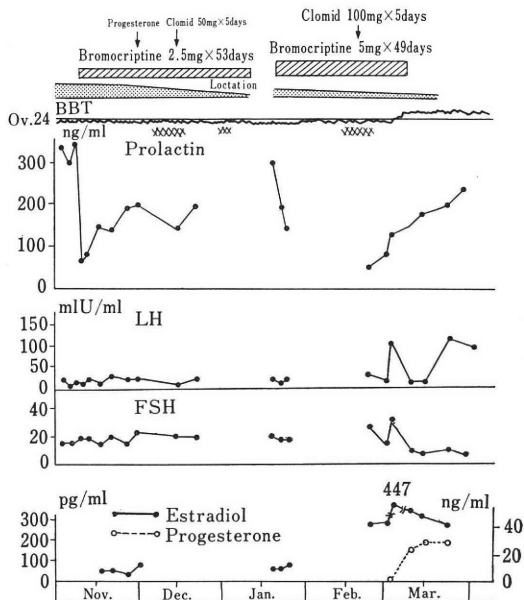 Progesterone Clomid 50mg×5days
Bromocriptine 2.5mg×53days
Loctation
Clomid 100mg×5days
Bromocriptine 5mg×49days
BBT
Ov.24
ng/ml
Prolactin
300
200
100
0
mIU/ml
LH
150
100
50
0
FSH
40
20
0
pg/ml
447
ng/ml
Estradiol
Progesterone
300
200
100
0
40
20
0
Nov. Dec. Jan. Feb. Mar.